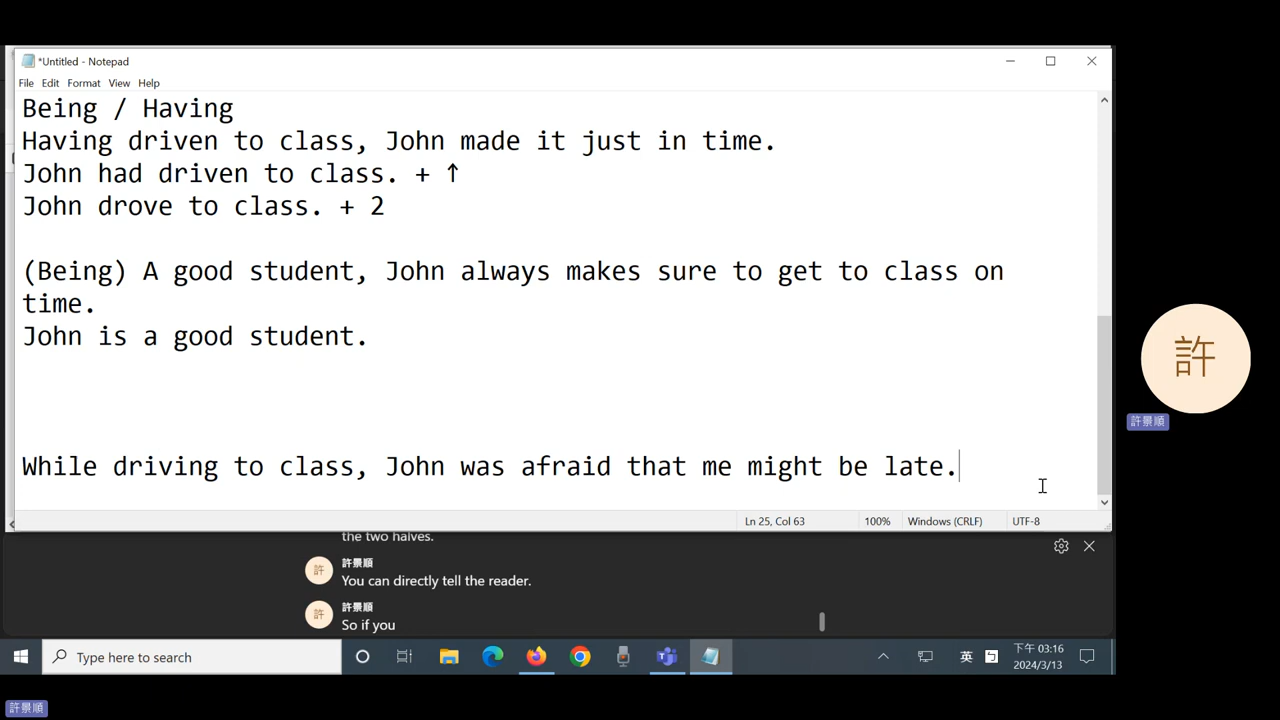 *Untitled - Notepad
File Edit Format View Help
Being / Having
Having driven to class, John made it just in time.
John had driven to class. + ↑
John drove to class. + 2
(Being) A good student, John always makes sure to get to class on
time.
John is a good student.
While driving to class, John was afraid that me might be late.
Ln 25, Col 63 100% Windows (CRLF) UTF-8
the two halves.
許景順
You can directly tell the reader.
許景順
So if you
許
許
許
許景順
Type here to search
英
下午 03:16
2024/3/13
許景順